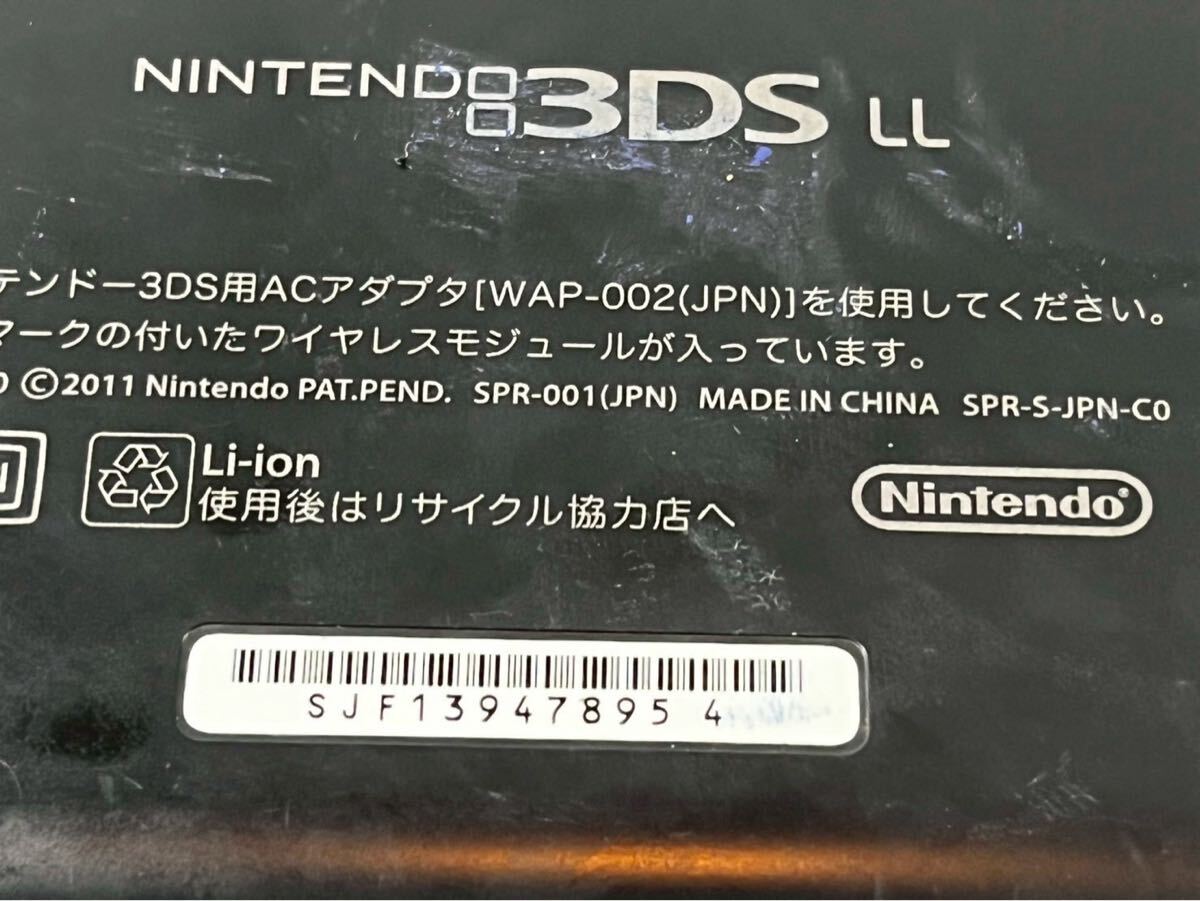 NINTENDO 3DS LL
テンドー3DS用ACアダプタ[WAP-002(JPN)]を使用してください。
マークの付いたワイヤレスモジュールが入っています。
0 ©2011 Nintendo PAT.PEND. SPR-001(JPN) MADE IN CHINA SPR-S-JPN-C0
Li-ion
使用後はリサイクル協力店へ
Nintendo®
SJF13947895 4